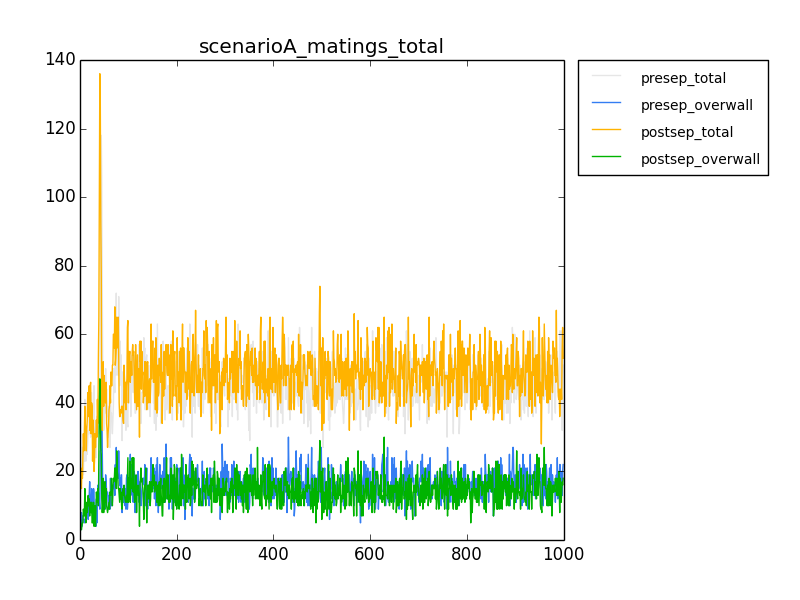 scenarioA_matings_total
140
120
100
80
60
40
20
0
0 200 400 600 800 1000
presep_total
presep_overwall
postsep_total
postsep_overwall